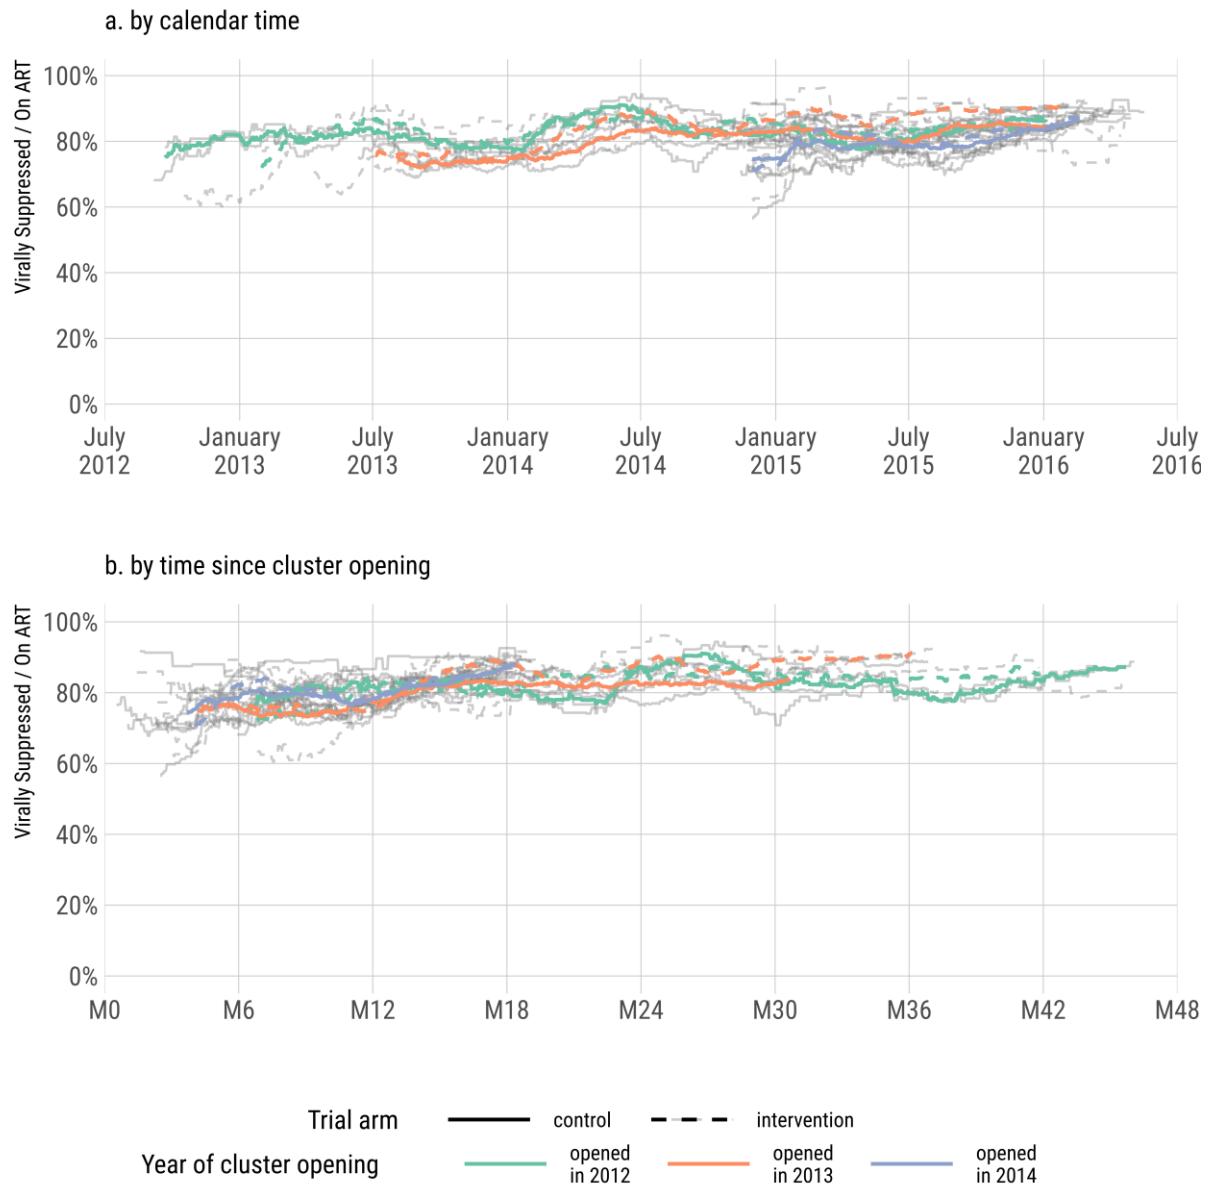 a. by calendar time
Virally Suppressed / On ART
100%
80%
60%
40%
20%
0%
July January July January July January July January July
2012 2013 2013 2014 2014 2015 2015 2016 2016
b. by time since cluster opening
Virally Suppressed / On ART
100%
80%
60%
40%
20%
0%
M0 M6 M12 M18 M24 M30 M36 M42 M48
Trial arm control intervention
Year of cluster opening
opened opened opened
in 2012 in 2013 in 2014